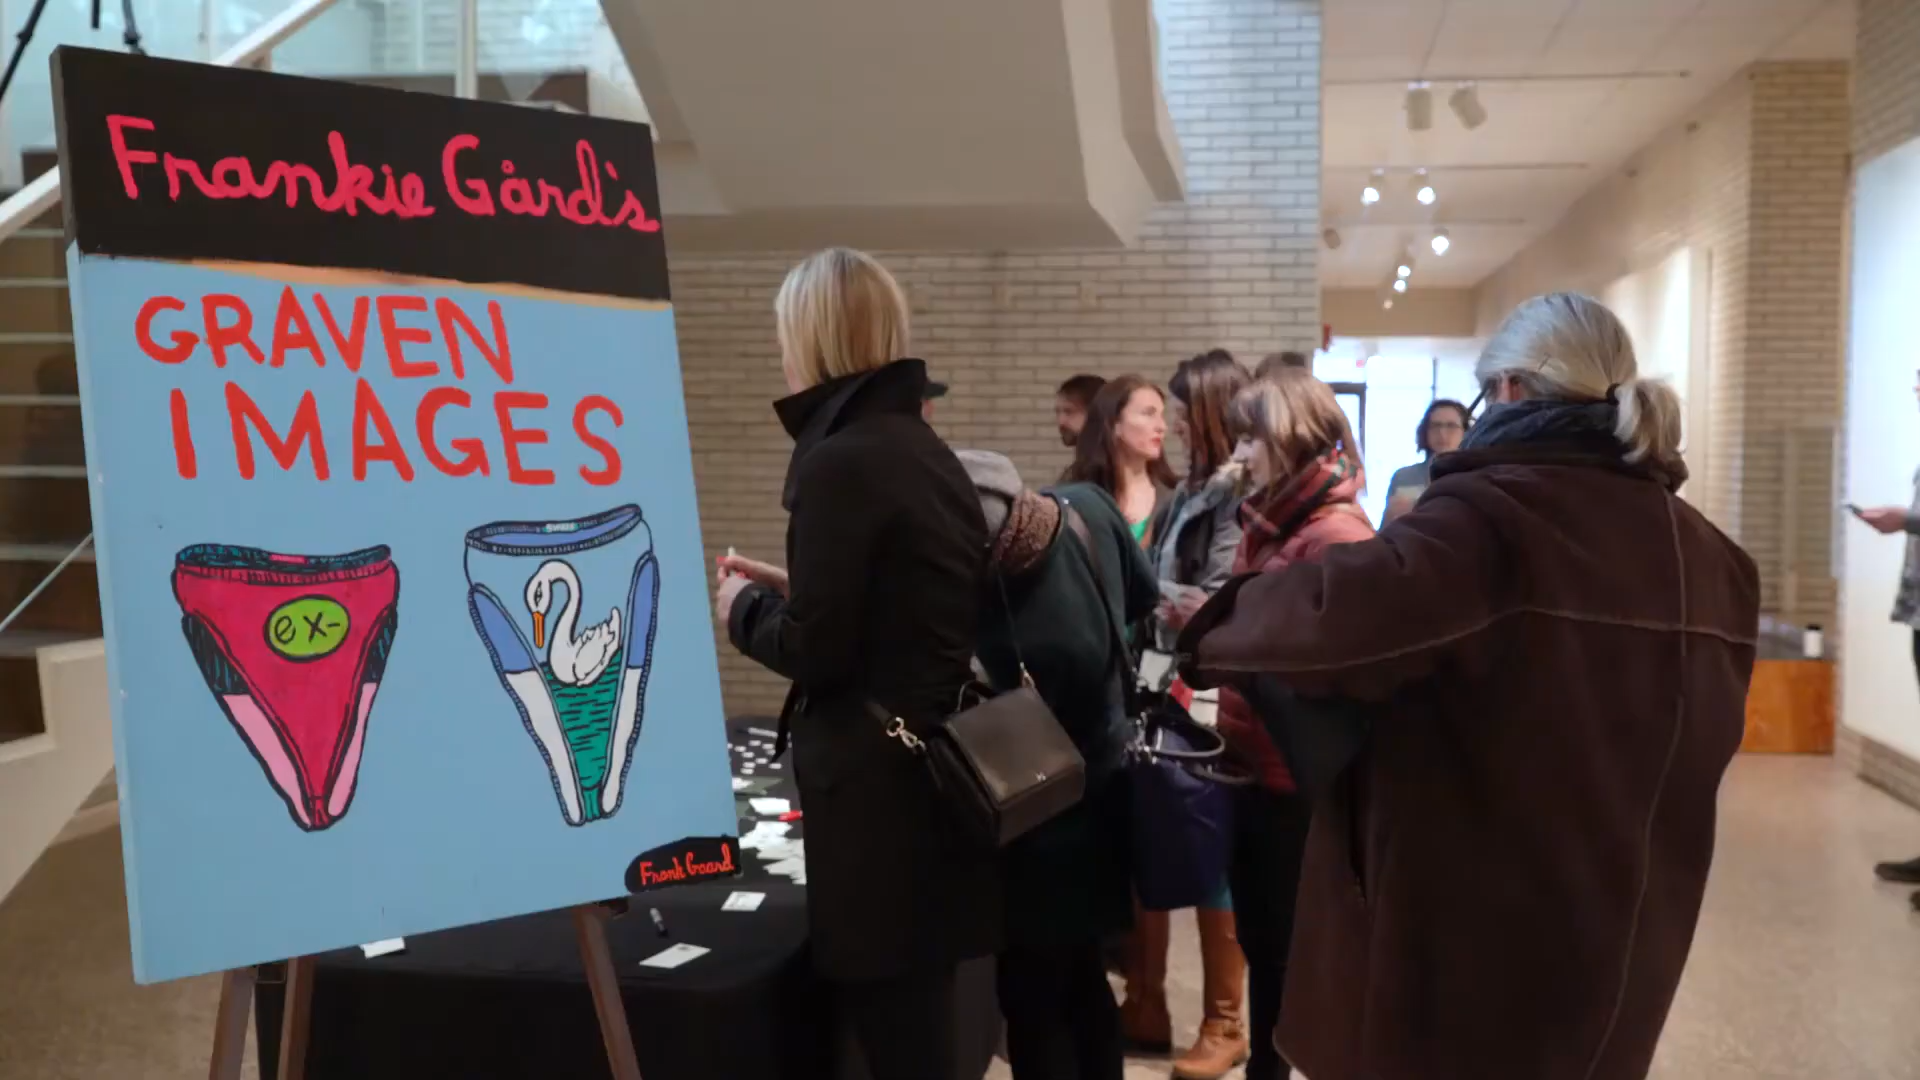 Frankie Gård's
GRAVEN
IMAGES
ex-
Frank Gaard